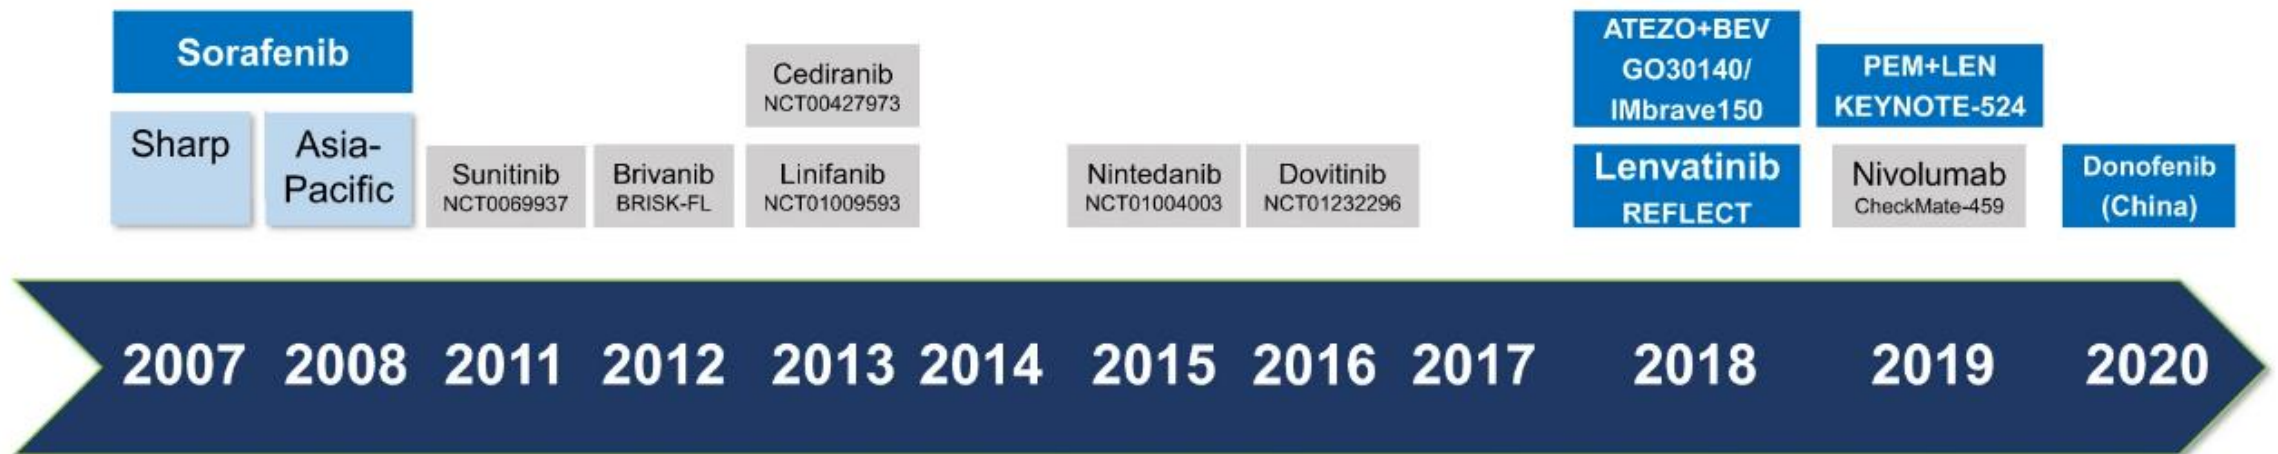 Sorafenib
Sharp
Asia-
Pacific
Sunitinib
NCT0069937
Brivanib
BRISK-FL
Cediranib
NCT00427973
Linifanib
NCT01009593
Nintedanib
NCT01004003
Dovitinib
NCT01232296
ATEZO+BEV
GO30140/
IMbrave150
Lenvatinib
REFLECT
PEM+LEN
KEYNOTE-524
Nivolumab
CheckMate-459
Donofenib
(China)
2007 2008 2011 2012 2013 2014 2015 2016 2017 2018 2019 2020